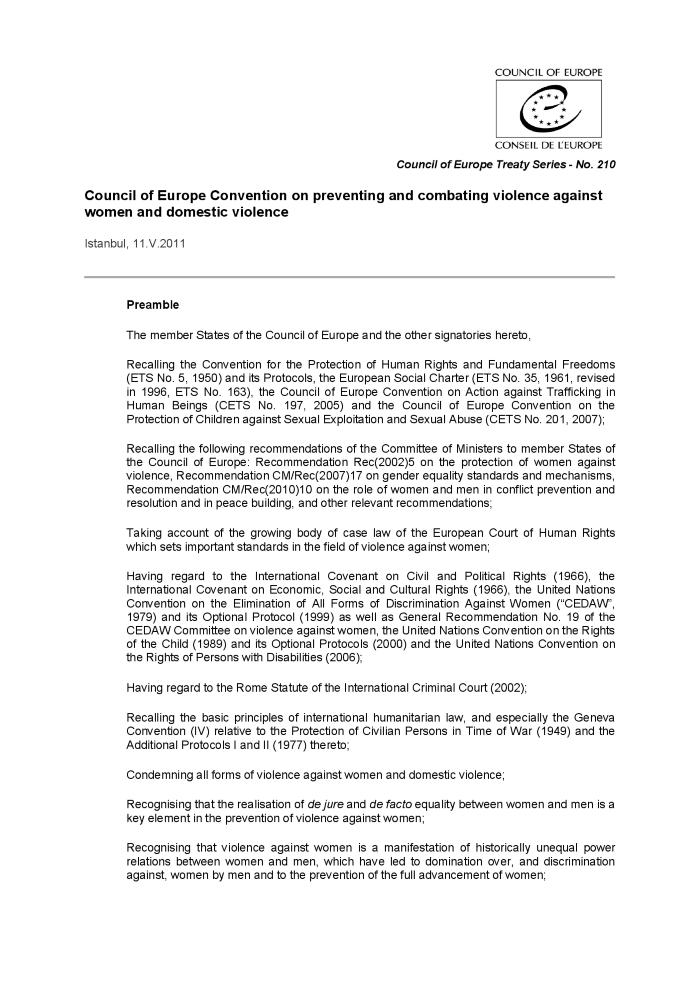 COUNCIL OF EUROPE
CONSEIL DE L'EUROPE
Council of Europe Treaty Series - No. 210
Council of Europe Convention on preventing and combating violence against
women and domestic violence
Istanbul, 11.V.2011
Preamble
The member States of the Council of Europe and the other signatories hereto,
Recalling the Convention for the Protection of Human Rights and Fundamental Freedoms
(ETS No. 5, 1950) and its Protocols, the European Social Charter (ETS No. 35, 1961, revised
in 1996, ETS No. 163), the Council of Europe Convention on Action against Trafficking in
Human Beings (CETS No. 197, 2005) and the Council of Europe Convention on the
Protection of Children against Sexual Exploitation and Sexual Abuse (CETS No. 201, 2007);
Recalling the following recommendations of the Committee of Ministers to member States of
the Council of Europe: Recommendation Rec(2002)5 on the protection of women against
violence, Recommendation CM/Rec(2007)17 on gender equality standards and mechanisms,
Recommendation CM/Rec(2010)10 on the role of women and men in conflict prevention and
resolution and in peace building, and other relevant recommendations;
Taking account of the growing body of case law of the European Court of Human Rights
which sets important standards in the field of violence against women;
Having regard to the International Covenant on Civil and Political Rights (1966), the
International Covenant on Economic, Social and Cultural Rights (1966), the United Nations
Convention on the Elimination of All Forms of Discrimination Against Women (“CEDAW”,
1979) and its Optional Protocol (1999) as well as General Recommendation No. 19 of the
CEDAW Committee on violence against women, the United Nations Convention on the Rights
of the Child (1989) and its Optional Protocols (2000) and the United Nations Convention on
the Rights of Persons with Disabilities (2006);
Having regard to the Rome Statute of the International Criminal Court (2002);
Recalling the basic principles of international humanitarian law, and especially the Geneva
Convention (IV) relative to the Protection of Civilian Persons in Time of War (1949) and the
Additional Protocols I and II (1977) thereto;
Condemning all forms of violence against women and domestic violence;
Recognising that the realisation of de jure and de facto equality between women and men is a
key element in the prevention of violence against women;
Recognising that violence against women is a manifestation of historically unequal power
relations between women and men, which have led to domination over, and discrimination
against, women by men and to the prevention of the full advancement of women;